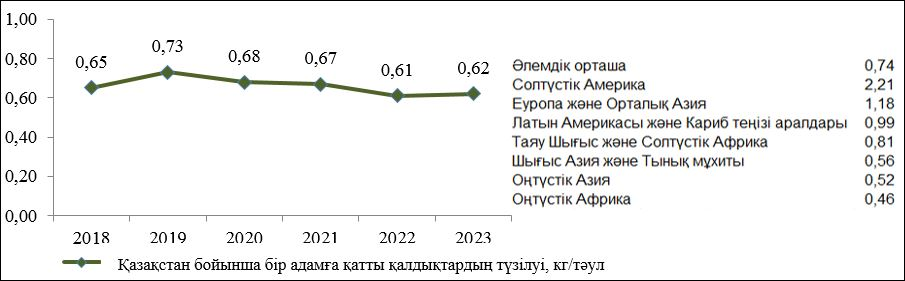 1,00
0,80
0,60
0,40
0,20
0,00
0,65
0,73
0,68
0,67
0,61
0,62
2018 2019 2020 2021 2022 2023
Қазақстан бойынша бір адамға қатты қалдықтардың түзілуі, кг/тәул
Әлемдік орташа 0,74
Солтүстік Америка 2,21
Еуропа және Орталық Азия 1,18
Латын Америкасы және Кариб теңізі аралдары 0,99
Таяу Шығыс және Солтүстік Африка 0,81
Шығыс Азия және Тынық мұхиты 0,56
Оңтүстік Азия 0,52
Оңтүстік Африка 0,46